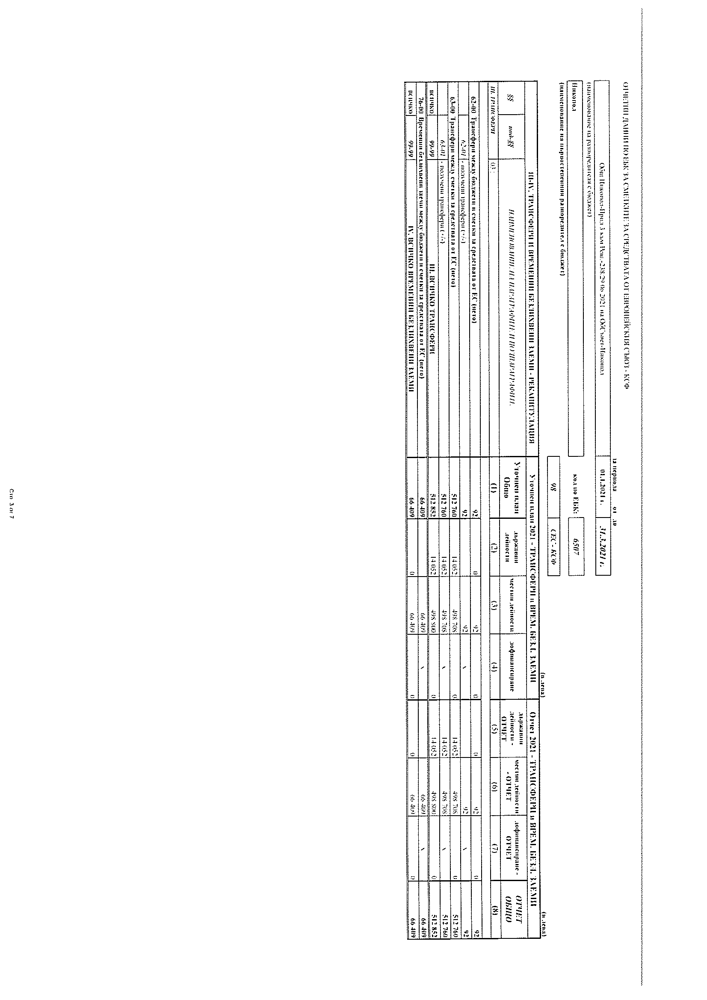 ОТЧЕТНИ ДАННИ ПО ЕБК ЗА СМЕТКИТЕ ЗА СРЕДСТВАТА ОТ ЕВРОПЕЙСКИЯ СЪЮЗ - КСФ
за периода от до
Общ Никопол-Прил 3 към Реш.-238/29 06 2021 на ОбСъвет-Никопол 01.1.2021 г. 31.3.2021 г.
(наименование на разпоредителя с бюджет)
Никопол код по ЕБК: 6507
(наименование на първостепенния разпоредител с бюджет)
98 СЕС - КСФ
(в лева) (в лева)
III-IV. ТРАНСФЕРИ И ВРЕМЕННИ БЕЗЛИХВЕНИ ЗАЕМИ - РЕКАПИТУЛАЦИЯ Уточнен план 2021 - ТРАНСФЕРИ и ВРЕМ. БЕЗЛ. ЗАЕМИ Отчет 2021 - ТРАНСФЕРИ и ВРЕМ. БЕЗЛ. ЗАЕМИ
§§ под-§§ НАИМЕНОВАНИЕ НА ПАРАГРАФИТЕ И ПОДПАРАГРАФИТЕ Уточнен план Общо държавни дейности местни дейности дофинансиране държавни дейности - ОТЧЕТ местни дейности - ОТЧЕТ дофинансиране - ОТЧЕТ ОТЧЕТ ОБЩО
III. ТРАНСФЕРИ (1) (2) (3) (4) (5) (6) (7) (8)
62-00 Трансфери между бюджети и сметки за средствата от ЕС (нето) 92 0 92 0 0 92 0 92
62-01 - получени трансфери (+/-) 92 92 92 92
63-00 Трансфери между сметки за средствата от ЕС (нето) 512 760 14 052 498 708 0 14 052 498 708 0 512 760
63-01 - получени трансфери (+/-) 512 760 14 052 498 708 14 052 498 708 512 760
всичко 99-99 III. ВСИЧКО ТРАНСФЕРИ 512 852 14 052 498 800 0 14 052 498 800 0 512 852
76-00 Временни безлихвени заеми между бюджети и сметки за средствата от ЕС (нето) 66 409 66 409 66 409 66 409
всичко 99-99 IV. ВСИЧКО ВРЕМЕННИ БЕЗЛИХВЕНИ ЗАЕМИ 66 409 0 66 409 0 0 66 409 0 66 409
Стр. 3 от 7